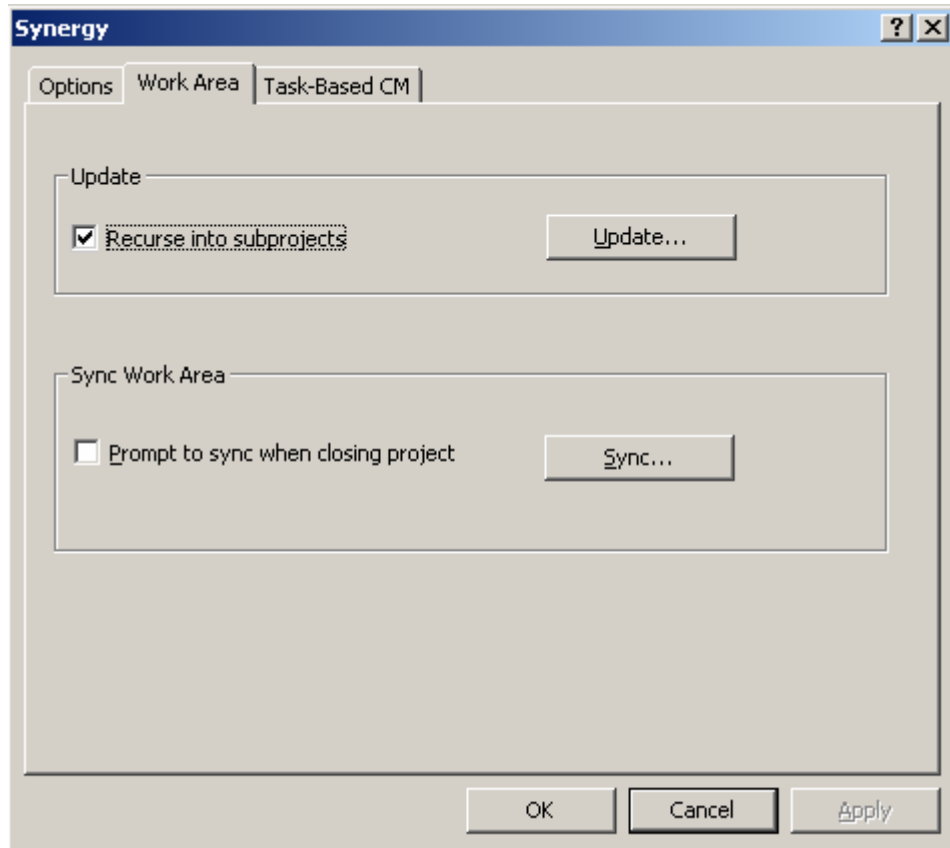 Synergy
Options Work Area Task-Based CM
Update
Recurse into subprojects Update...
Sync Work Area
Prompt to sync when closing project Sync...
OK Cancel Apply